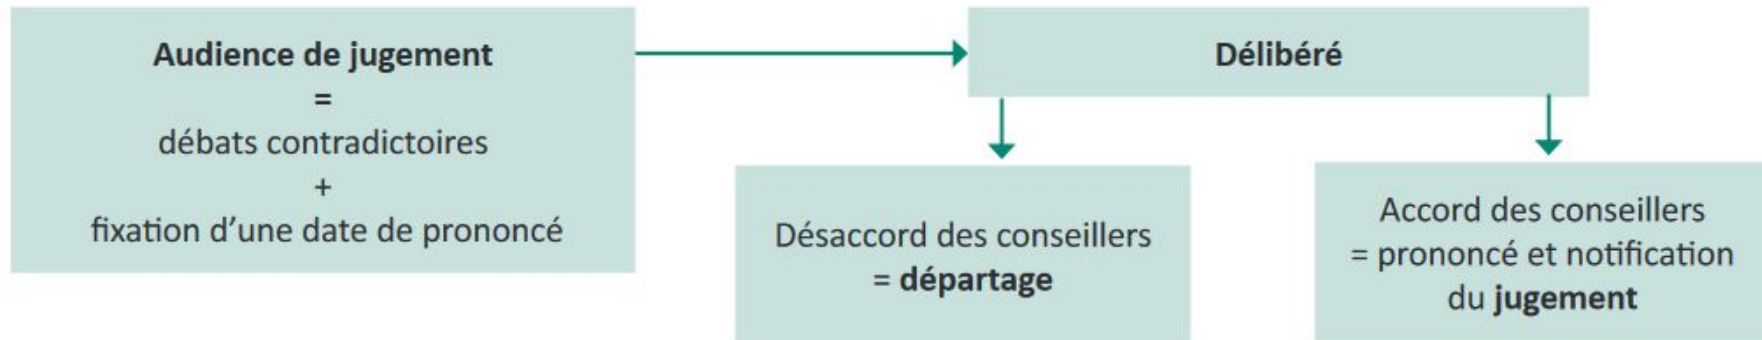 Audience de jugement
=
débats contradictoires
+
fixation d’une date de prononcé
Délibéré
Désaccord des conseillers
= départage
Accord des conseillers
= prononcé et notification
du jugement